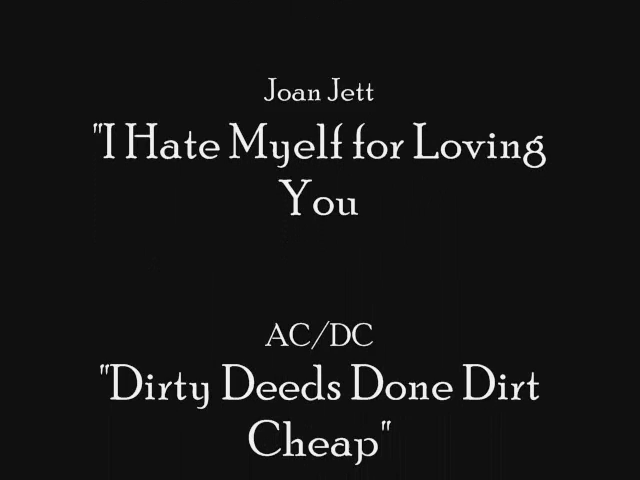 Joan Jett
"I Hate Myelf for Loving
You
AC/DC
"Dirty Deeds Done Dirt
Cheap"